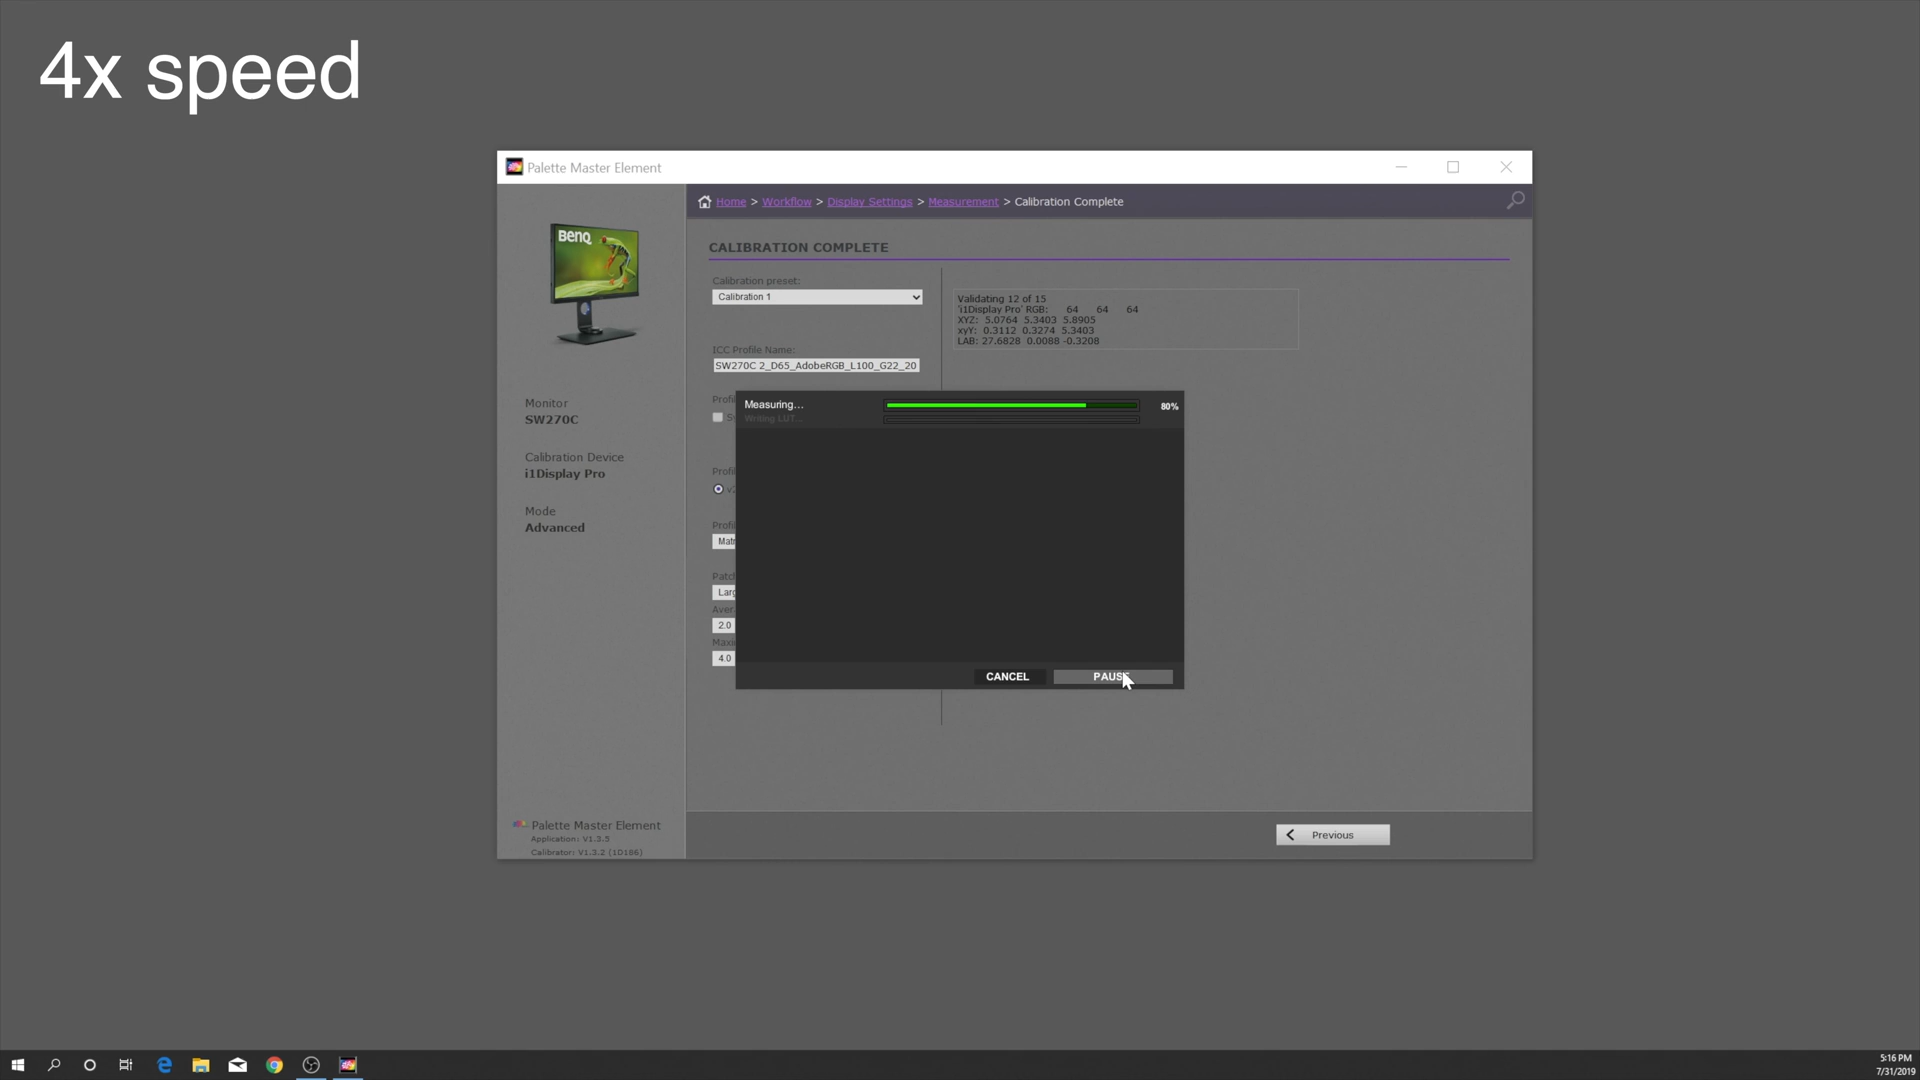 4x speed
Palette Master Element
Home > Workflow > Display Settings > Measurement > Calibration Complete
BenQ
CALIBRATION COMPLETE
Calibration preset:
Calibration 1
Validating 12 of 15
'i1Display Pro' RGB: 64 64 64
XYZ: 5.0764 5.3403 5.8905
xyY: 0.3112 0.3274 5.3403
LAB: 27.6828 0.0088 -0.3208
ICC Profile Name:
SW270C 2_D65_AdobeRGB_L100_G22_20
Measuring...
80%
Writing LUT...
Monitor
SW270C
Calibration Device
i1Display Pro
Mode
Advanced
2.0
4.0
CANCEL
PAUSE
Palette Master Element
Application: V1.3.5
Calibrator: V1.3.2 (1D186)
Previous
5:16 PM
7/31/2019